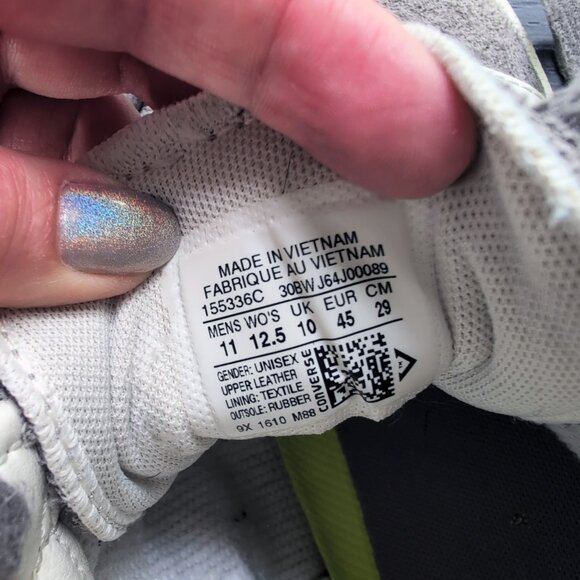 MADE IN VIETNAM
FABRIQUE AU VIETNAM
155336C 30BW J64J00089
MENS WO'S UK EUR CM
11 12.5 10 45 29
GENDER: UNISEX
UPPER LEATHER
LINING: TEXTILE
OUTSOLE: RUBBER
9X 1610 M88
CONVERSE
TM